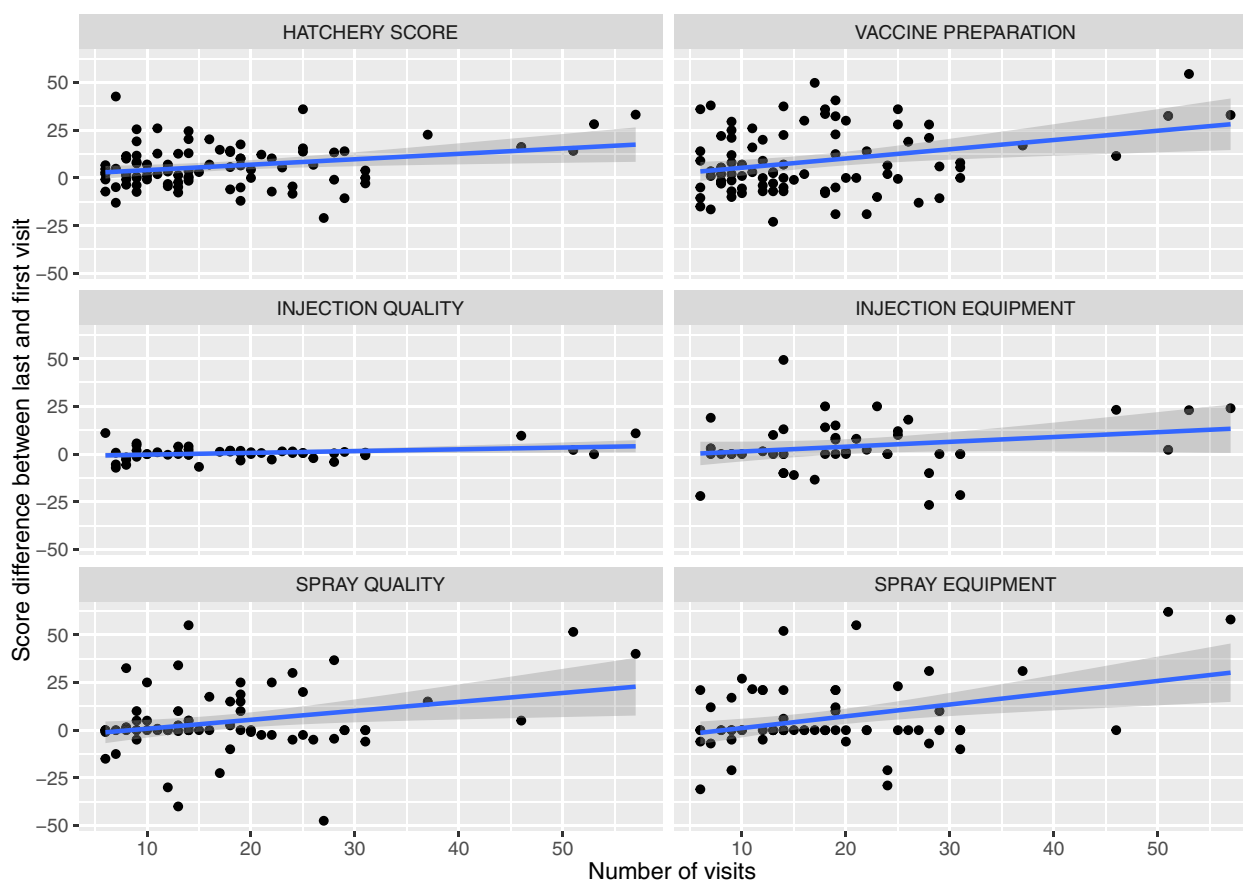 HATCHERY SCORE
VACCINE PREPARATION
50
25
0
−25
−50
INJECTION QUALITY
INJECTION EQUIPMENT
50
25
0
−25
−50
SPRAY QUALITY
SPRAY EQUIPMENT
50
25
0
−25
−50
10 20 30 40 50
10 20 30 40 50
Number of visits
Score difference between last and first visit